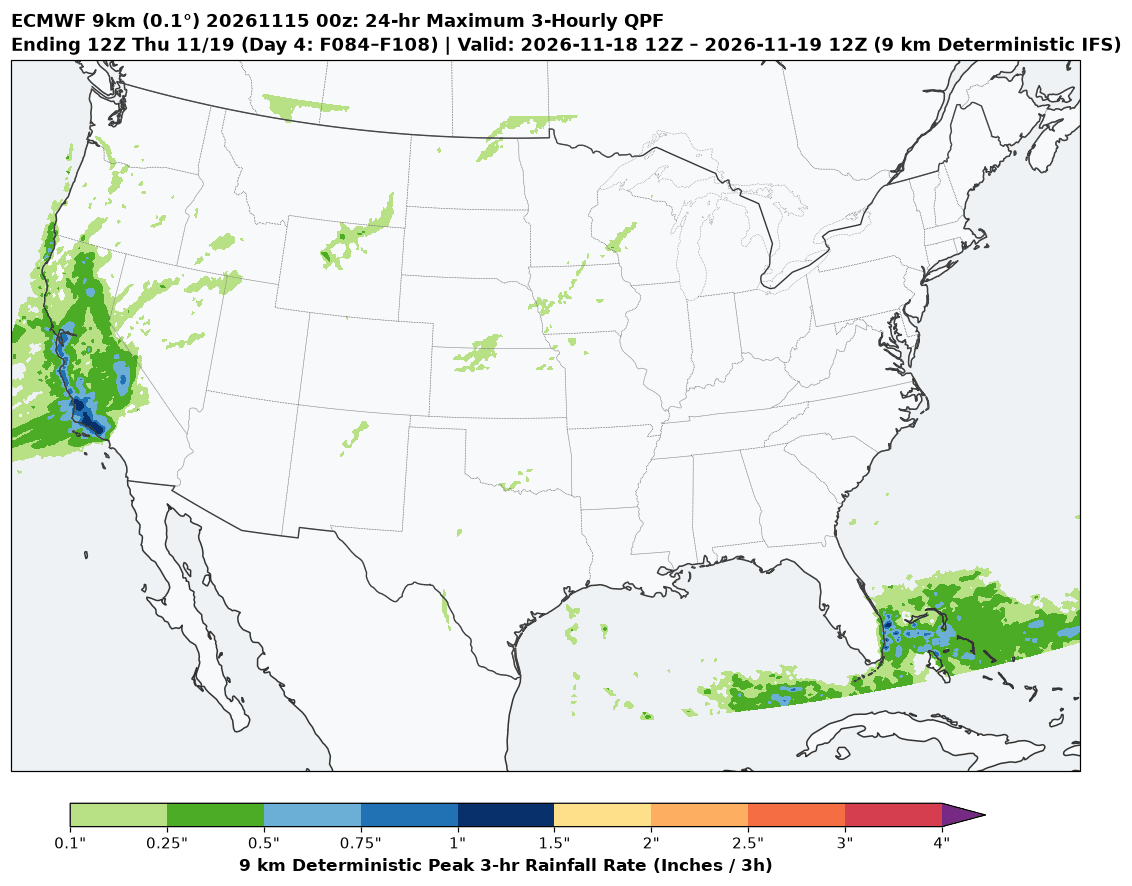 ECMWF 9km (0.1°) 20261115 00z: 24-hr Maximum 3-Hourly QPF
Ending 12Z Thu 11/19 (Day 4: F084–F108) | Valid: 2026-11-18 12Z – 2026-11-19 12Z (9 km Deterministic IFS)
0.1" 0.25" 0.5" 0.75" 1" 1.5" 2" 2.5" 3" 4"
9 km Deterministic Peak 3-hr Rainfall Rate (Inches / 3h)